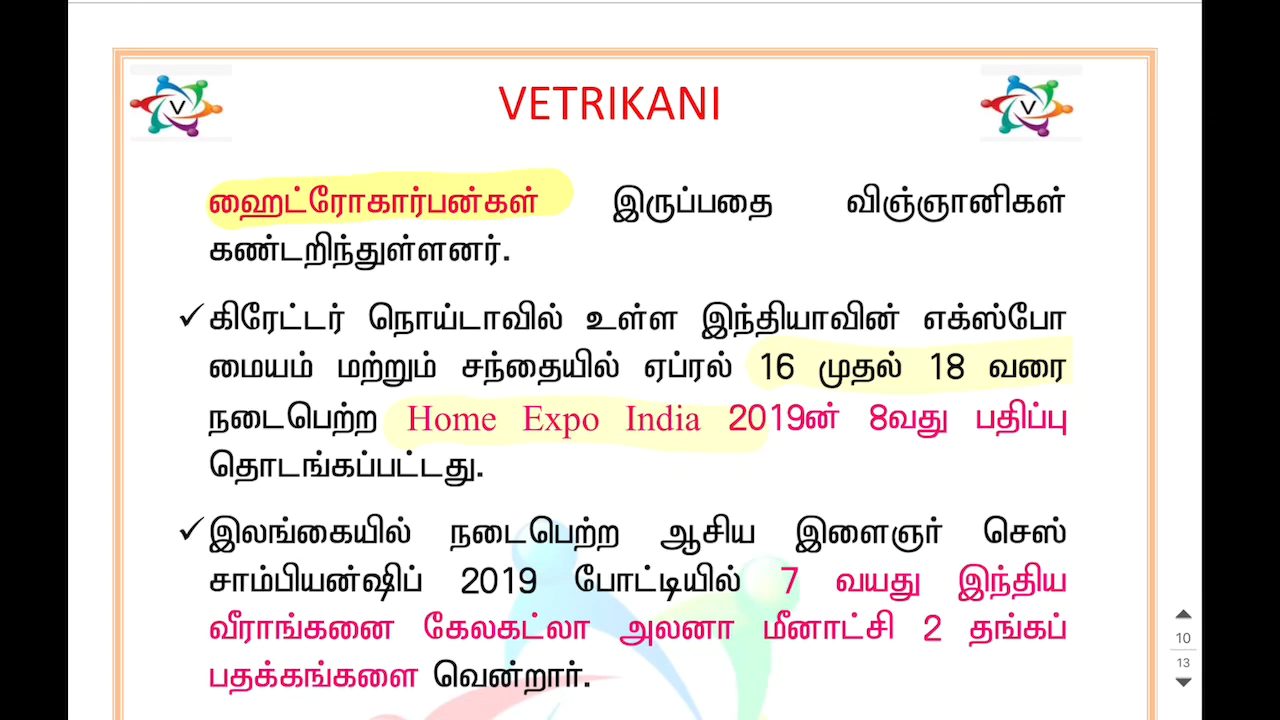 V
VETRIKANI
V
ஹைட்ரோகார்பன்கள் இருப்பதை விஞ்ஞானிகள்
கண்டறிந்துள்ளனர்.
✓ கிரேட்டர் நொய்டாவில் உள்ள இந்தியாவின் எக்ஸ்போ
மையம் மற்றும் சந்தையில் ஏப்ரல் 16 முதல் 18 வரை
நடைபெற்ற Home Expo India 2019ன் 8வது பதிப்பு
தொடங்கப்பட்டது.
✓ இலங்கையில் நடைபெற்ற ஆசிய இளைஞர் செஸ்
சாம்பியன்ஷிப் 2019 போட்டியில் 7 வயது இந்திய
வீராங்கனை கேலகட்லா அலனா மீனாட்சி 2 தங்கப்
பதக்கங்களை வென்றார்.
10
13